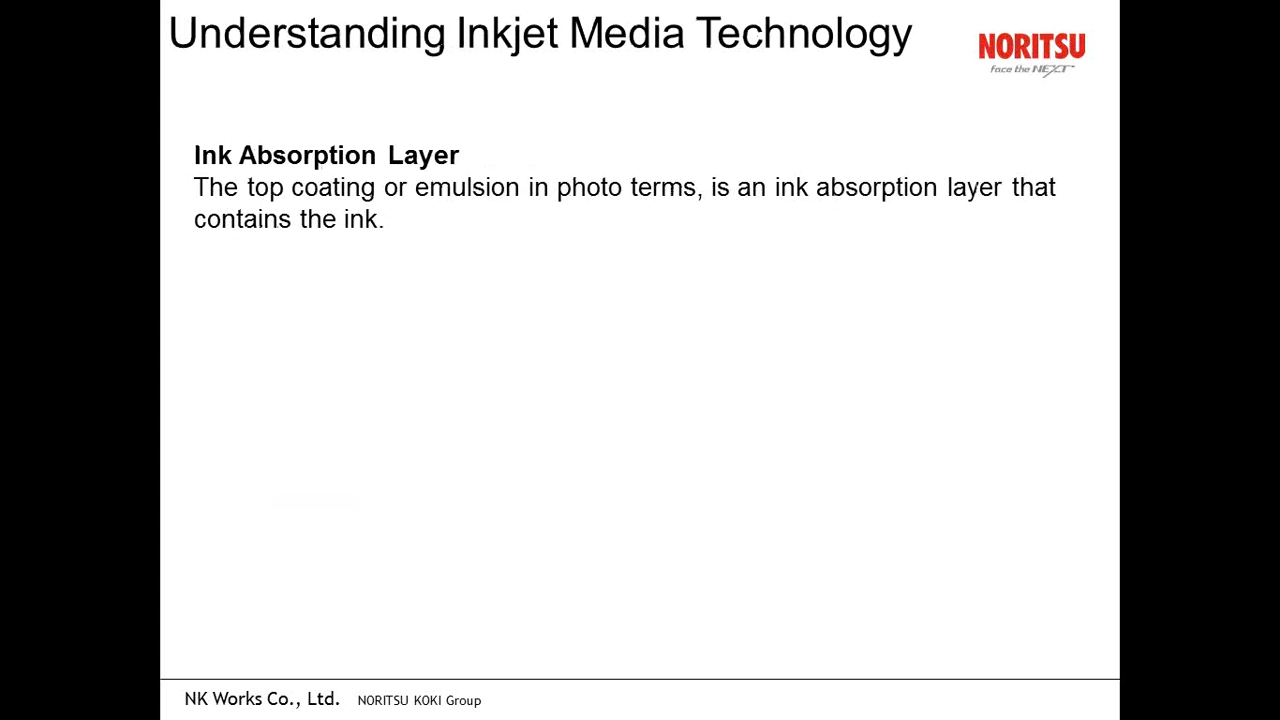 Understanding Inkjet Media Technology
NORITSU
face the NEXT™
Ink Absorption Layer
The top coating or emulsion in photo terms, is an ink absorption layer that
contains the ink.
NK Works Co., Ltd. NORITSU KOKI Group